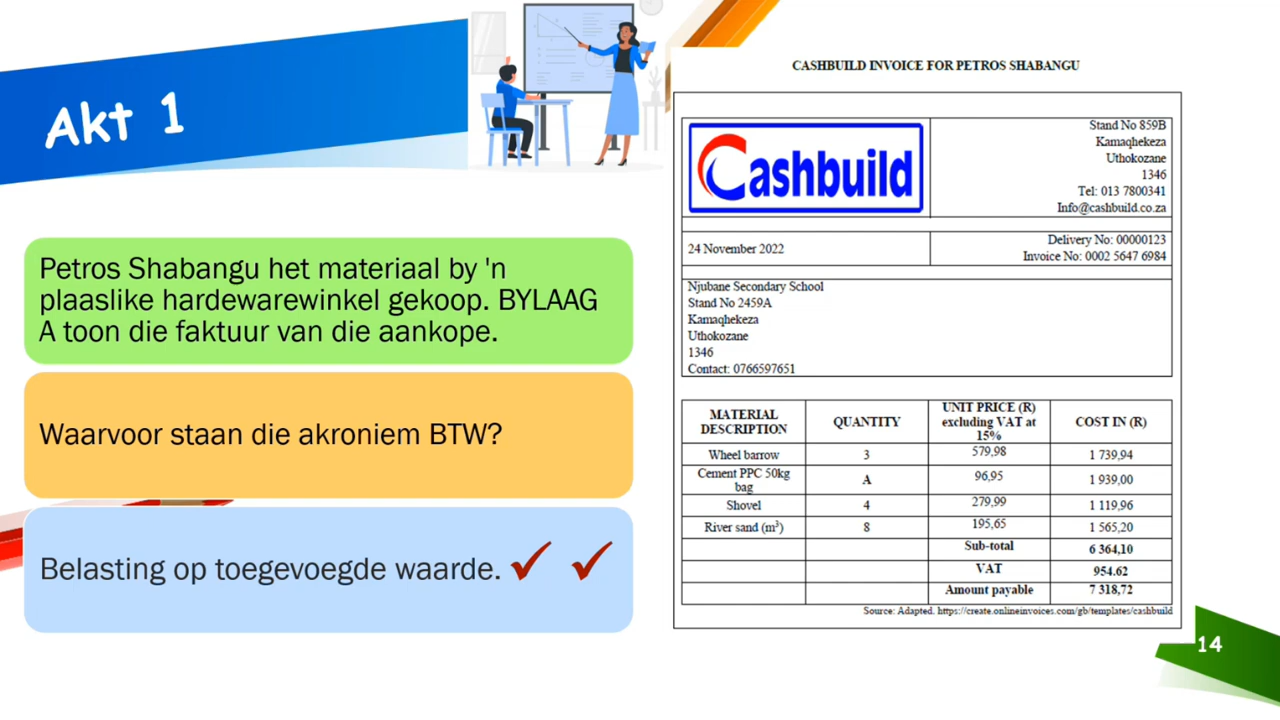 Akt 1
Petros Shabangu het materiaal by 'n
plaaslike hardewarewinkel gekoop. BYLAAG
A toon die faktuur van die aankope.
Waarvoor staan die akroniem BTW?
Belasting op toegevoegde waarde.
CASHBUILD INVOICE FOR PETROS SHABANGU
Cashbuild
Stand No 859B
Kamaqhekeza
Uthokozane
1346
Tel: 013 7800341
Info@cashbuild.co.za
24 November 2022
Delivery No: 00000123
Invoice No: 0002 5647 6984
Njubane Secondary School
Stand No 2459A
Kamaqhekeza
Uthokozane
1346
Contact: 0766597651
MATERIAL DESCRIPTION QUANTITY UNIT PRICE (R) excluding VAT at 15% COST IN (R)
Wheel barrow 3 579,98 1 739,94
Cement PPC 50kg bag A 96,95 1 939,00
Shovel 4 279,99 1 119,96
River sand (m³) 8 195,65 1 565,20
Sub-total 6 364,10
VAT 954.62
Amount payable 7 318,72
Source: Adapted. https://create.onlineinvoices.com/gb/templates/cashbuild
14